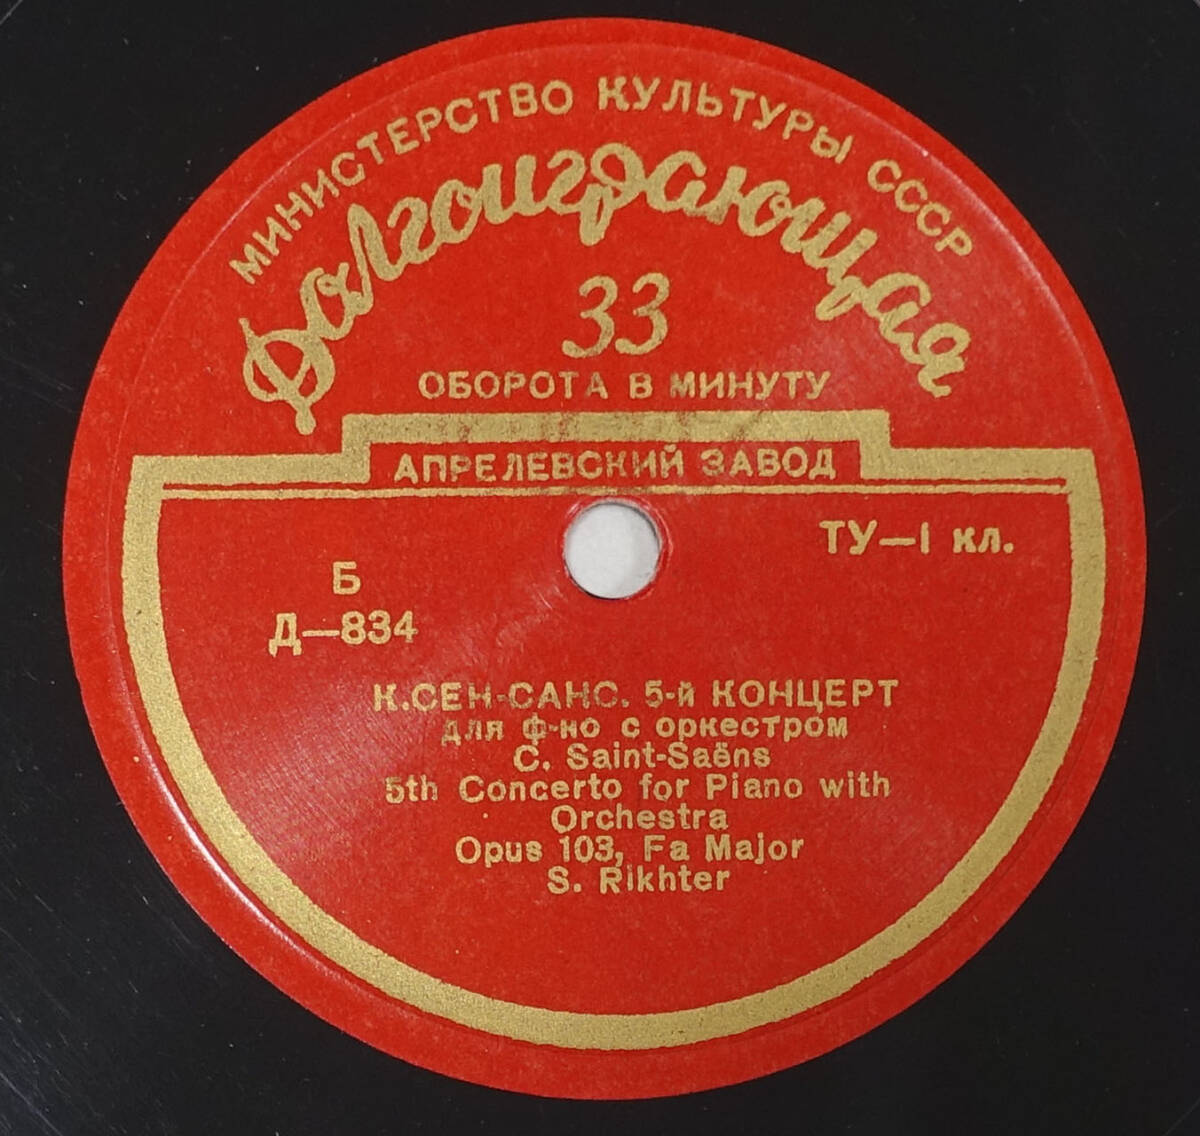 МИНИСТЕРСТВО КУЛЬТУРЫ СССР
Долгоиграющая
33
ОБОРОТА В МИНУТУ
АПРЕЛЕВСКИЙ ЗАВОД
ТУ—I кл.
Б
Д—834
К.СЕН-САНС. 5-й КОНЦЕРТ
для ф-но с оркестром
C. Saint-Saëns
5th Concerto for Piano with
Orchestra
Opus 103, Fa Major
S. Rikhter